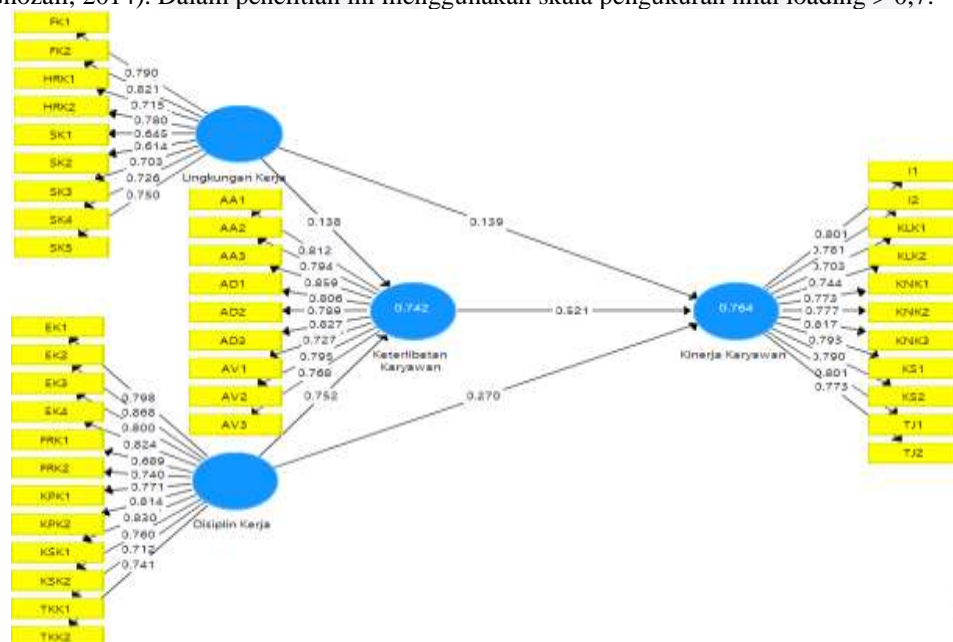 (Ghozali, 2014). Dalam penelitian ini menggunakan skala pengukuran nilai loading > 0,7.
FK1
FK2
HRK1
HRK2
SK1
SK2
SK3
SK4
SK5
0.790
0.821
0.715
0.780
0.645
0.614
0.703
0.726
0.750
Lingkungan Kerja
0.138
0.139
AA1
AA2
AA3
AD1
AD2
AD3
AV1
AV2
AV3
0.812
0.794
0.859
0.806
0.789
0.827
0.727
0.795
0.768
0.742
Keterlibatan
Karyawan
0.521
0.764
Kinerja Karyawan
0.752
0.270
EK1
EK2
EK3
EK4
PRK1
PRK2
KPK1
KPK2
KSK1
KSK2
TKK1
TKK2
0.798
0.868
0.800
0.824
0.689
0.740
0.771
0.814
0.830
0.760
0.712
0.741
Disiplin Kerja
I1
I2
KLK1
KLK2
KNK1
KNK2
KNK3
KS1
KS2
TJ1
TJ2
0.801
0.761
0.703
0.744
0.773
0.777
0.817
0.793
0.790
0.801
0.773